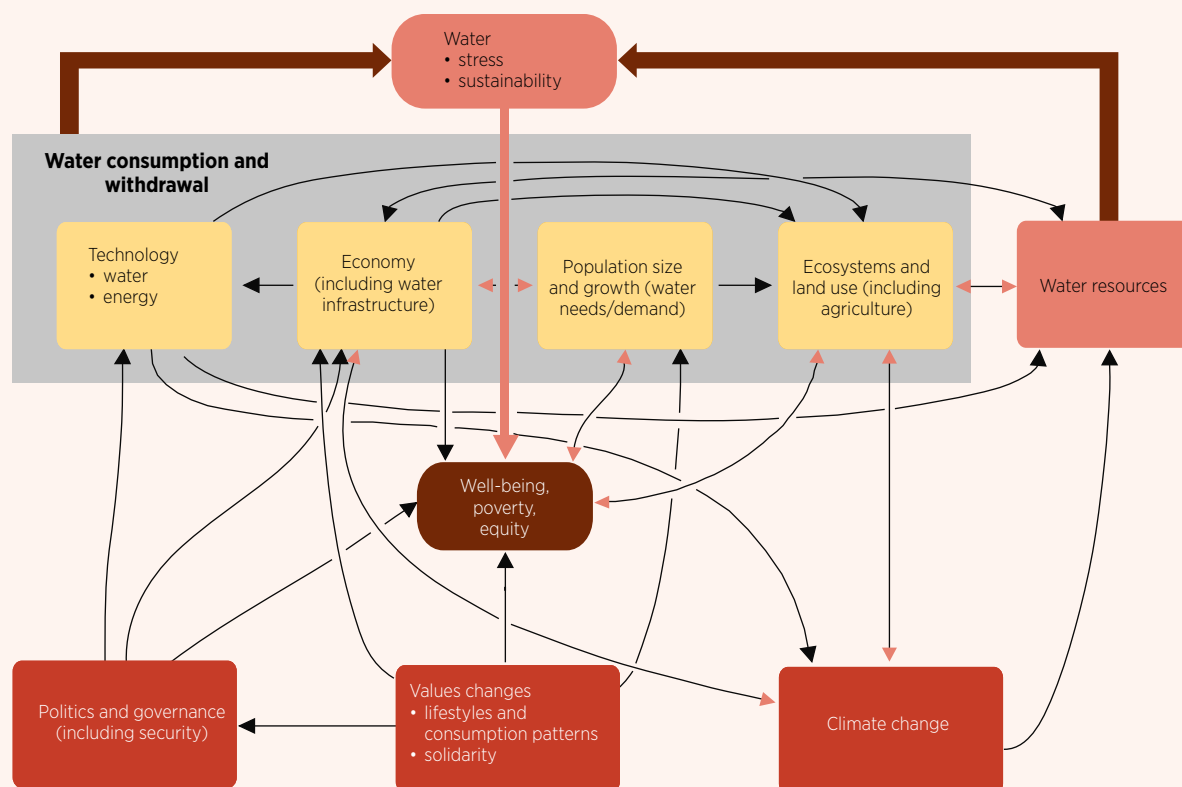 Water
• stress
• sustainability
Water consumption and
withdrawal
Technology
• water
• energy
Economy
(including water
infrastructure)
Population size
and growth (water
needs/demand)
Ecosystems and
land use (including
agriculture)
Water resources
Well-being,
poverty,
equity
Politics and governance
(including security)
Values changes
• lifestyles and
consumption patterns
• solidarity
Climate change